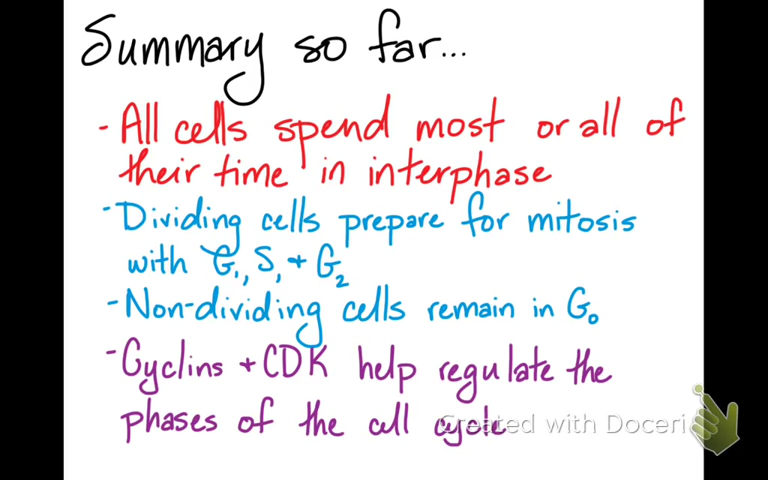 Summary so far...
- All cells spend most or all of
their time in interphase
- Dividing cells prepare for mitosis
with G₁, S, + G₂
- Non-dividing cells remain in G₀
- Cyclins + CDK help regulate the
phases of the cell cycle
Created with Doceri